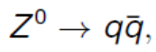 Z⁰ → qq̄,